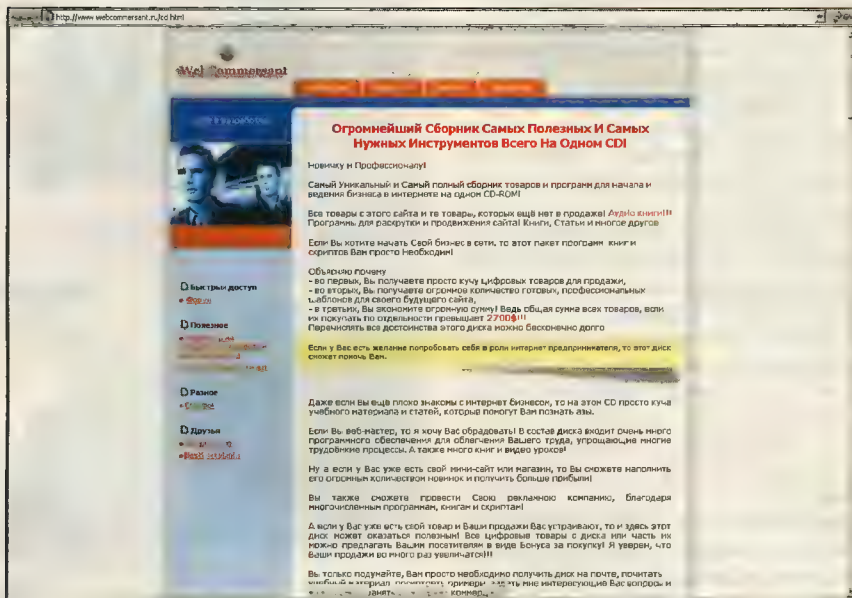 http://www.webcommersant.ru/cd.html
Web Commersant
Огромнейший Сборник Самых Полезных И Самых
Нужных Инструментов Всего На Одном CD!
Новичку и Профессионалу!
Самый Уникальный и Самый полный сборник товаров и программ для начала и
ведения бизнеса в интернете на одном CD-ROM!
Все товары с этого сайта и те товары, которых ещё нет в продаже! Аудио книги!!!
Программы для раскрутки и продвижения сайта! Книги, Статьи и многое другое
Если Вы хотите начать Свой бизнес в сети, то этот пакет программ книг и
скриптов Вам просто Необходим!
Объясняю почему
- во первых, Вы получаете просто кучу цифровых товаров для продажи,
- во вторых, Вы получаете огромное количество готовых, профессиональных
шаблонов для своего будущего сайта,
- в третьих, Вы экономите огромную сумму! Ведь общая сумма всех товаров, если
их покупать по отдельности превышает 2700$!!!
Перечислять все достоинства этого диска можно бесконечно долго
Если у Вас есть желание попробовать себя в роли интернет предпринимателя, то этот диск
сможет помочь Вам.
Даже если Вы ещё плохо знакомы с интернет бизнесом, то на этом CD просто куча
учебного материала и статей, которые помогут Вам познать азы.
Если Вы веб-мастер, то я хочу Вас обрадовать! В состав диска входит очень много
программного обеспечения для облегчения Вашего труда, упрощающие многие
трудоёмкие процессы. А также много книг и видео уроков!
Ну а если у Вас уже есть свой мини-сайт или магазин, то Вы сможете наполнить
его огромным количеством новинок и получить больше прибыли!
Вы также сможете провести Свою рекламною компанию, благодаря
многочисленным программам, книгам и скриптам!
А если у Вас уже есть свой товар и Ваши продажи Вас устраивают, то и здесь этот
диск может оказаться полезным! Все цифровые товары с диска или часть их
можно предлагать Вашим посетителям в виде Бонуса за покупку! Я уверен, что
Ваши продажи во много раз увеличатся!!!
Вы только подумайте, Вам просто необходимо получить диск на почте, почитать
учебный материал, посмотреть примеры, задать мне интересующие Вас вопросы и
Быстрый доступ
Полезное
Разное
Друзья